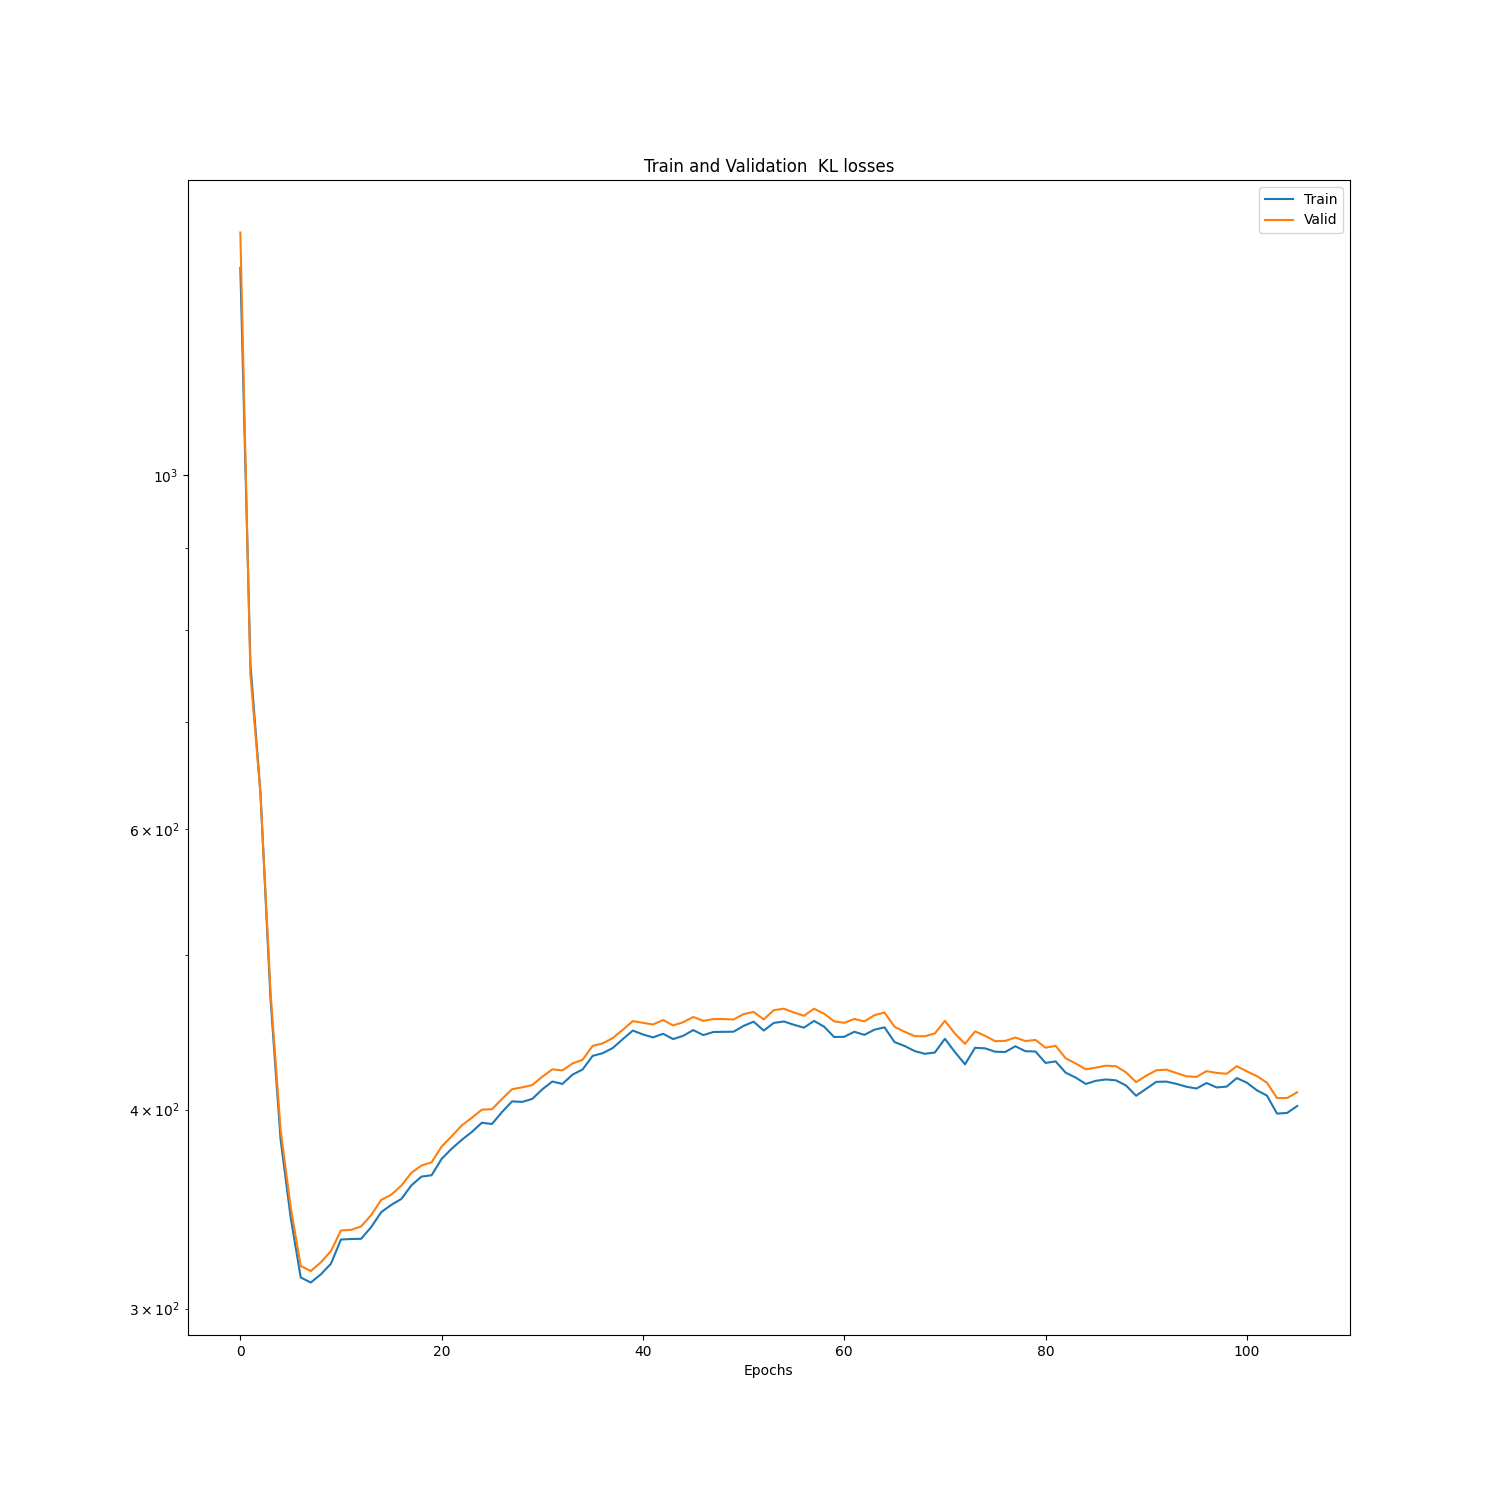 Train and Validation  KL losses
Train
Valid
10³
6 × 10²
4 × 10²
3 × 10²
0 20 40 60 80 100
Epochs